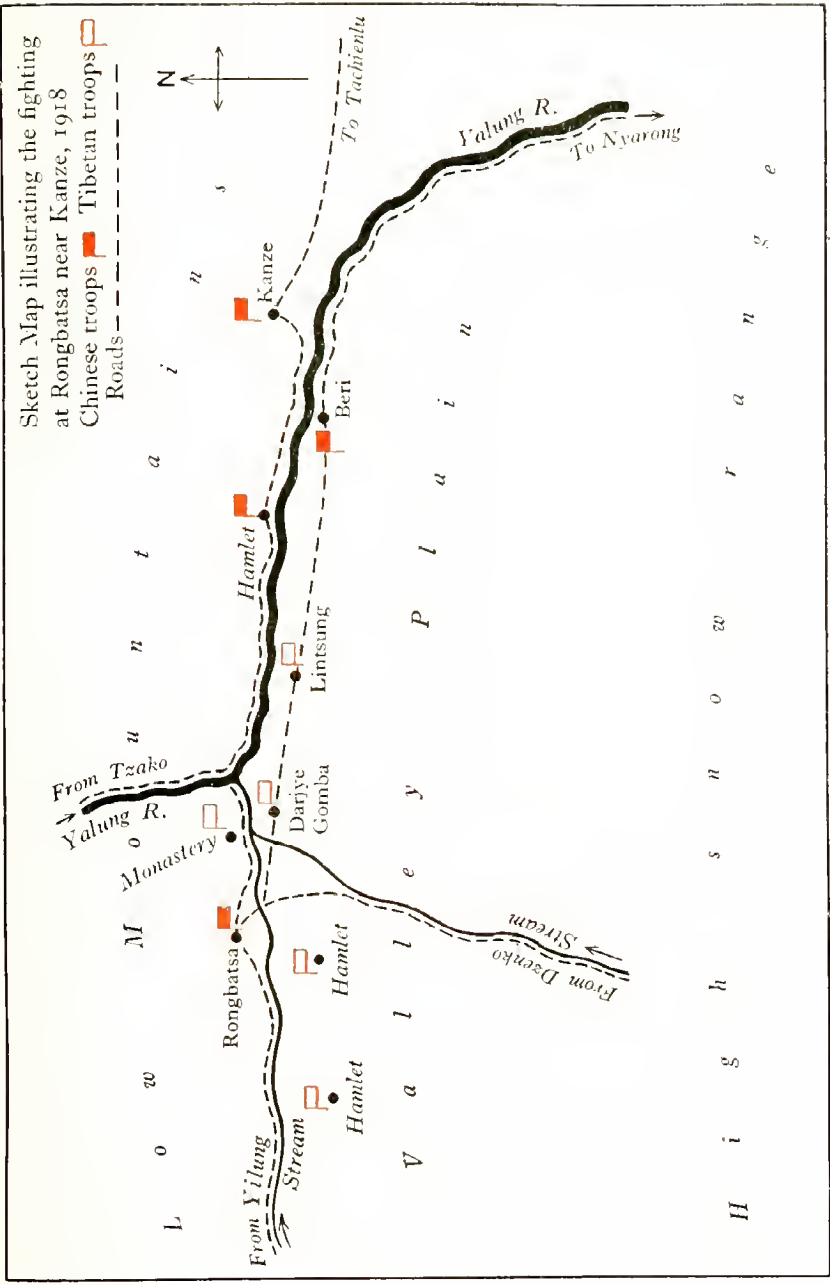 Sketch Map illustrating the fighting
at Rongbatsa near Kanze, 1918
Chinese troops Tibetan troops
Roads
N
Low Mountains
From Tzako
Yalung R.
Monastery
Rongbatsa
From Yilung
Stream
Hamlet
Hamlet
Darjye
Gomba
Lintsung
Hamlet
Beri
Kanze
To Tachienlu
Yalung R.
To Nyarong
Stream
From Dzenko
Valley Plain
High snow range